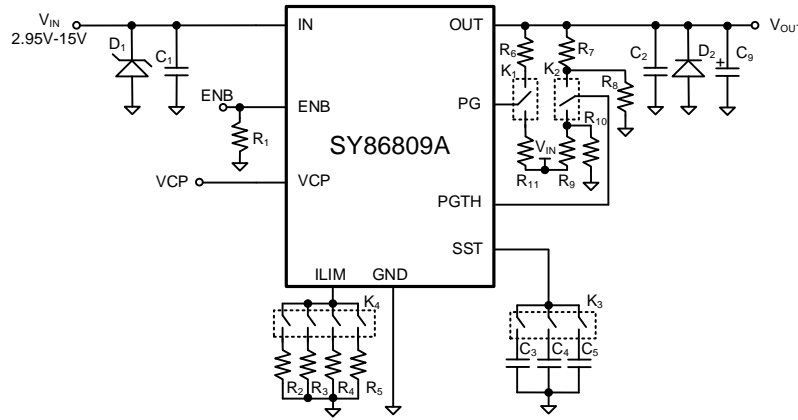 VIN
2.95V-15V
D1
C1
ENB
R1
VCP
IN
ENB
VCP
SY86809A
ILIM
GND
OUT
PG
PGTH
SST
R6
R7
K1
K2
R8
R10
VIN
R11
R9
C2
D2
+
C9
VOUT
K4
R2
R3
R4
R5
K3
C3
C4
C5